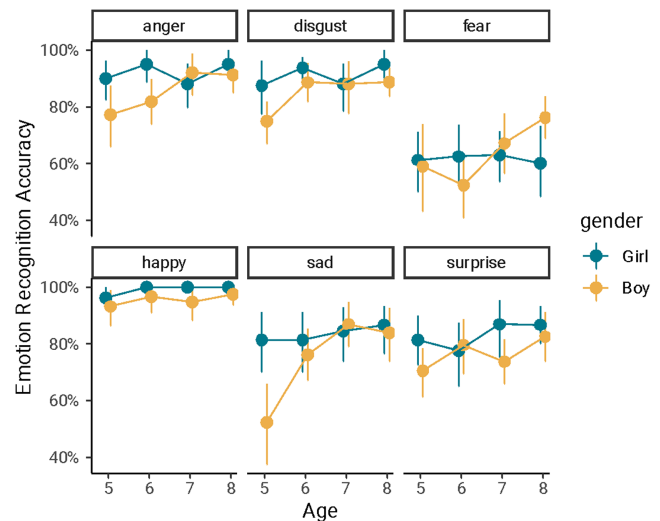 anger disgust fear
100%
80%
60%
40%
happy sad surprise
100%
80%
60%
40%
5 6 7 8 5 6 7 8 5 6 7 8
Age
Emotion Recognition Accuracy
gender
Girl
Boy